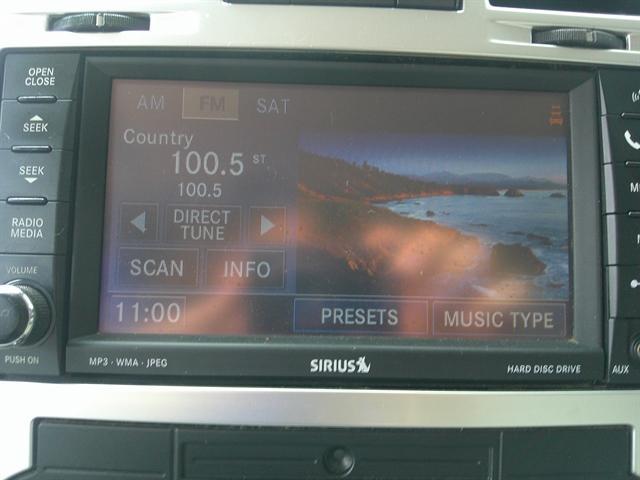 OPEN
CLOSE
SEEK
SEEK
RADIO
MEDIA
VOLUME
PUSH ON
AM FM SAT
Country
100.5 ST
100.5
DIRECT
TUNE
SCAN INFO
11:00 PRESETS MUSIC TYPE
MP3 · WMA · JPEG SIRIUS HARD DISC DRIVE
AUX